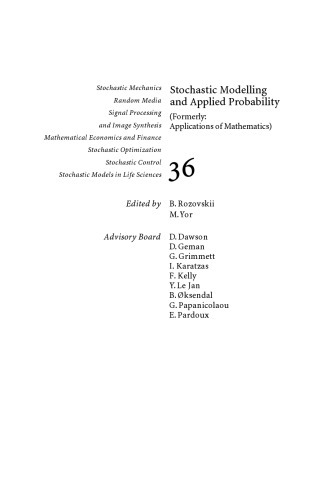 Stochastic Mechanics
Random Media
Signal Processing
and Image Synthesis
Mathematical Economics and Finance
Stochastic Optimization
Stochastic Control
Stochastic Models in Life Sciences
Stochastic Modelling
and Applied Probability
(Formerly:
Applications of Mathematics)
36
Edited by B. Rozovskii
M. Yor
Advisory Board D. Dawson
D. Geman
G. Grimmett
I. Karatzas
F. Kelly
Y. Le Jan
B. Øksendal
G. Papanicolaou
E. Pardoux